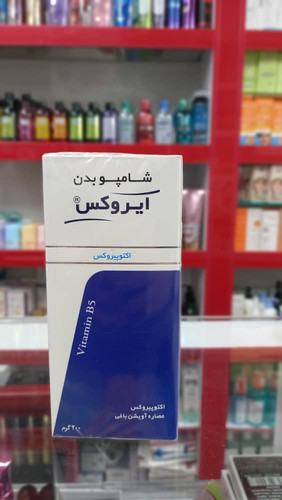 شامپو بدن
ایروکس®
اکتوپیروکس
Vitamin B5
اکتوپیروکس
عصاره آویشن باغی
۲۰۰ گرم